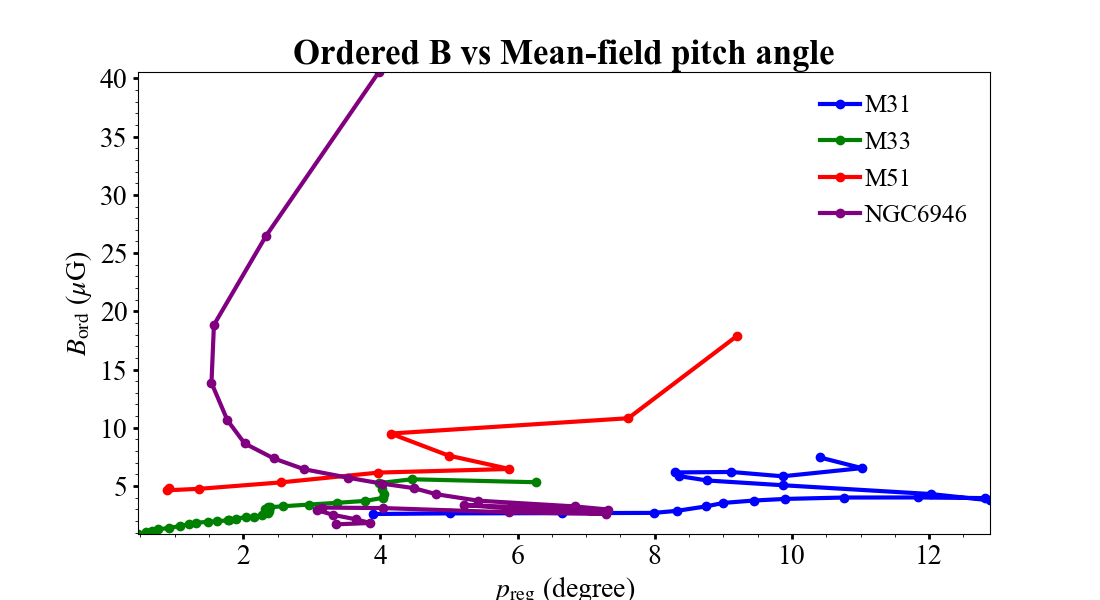 Ordered B vs Mean-field pitch angle
40
35
30
25
20
15
10
5
B_ord (μG)
M31
M33
M51
NGC6946
2 4 6 8 10 12
p_reg (degree)